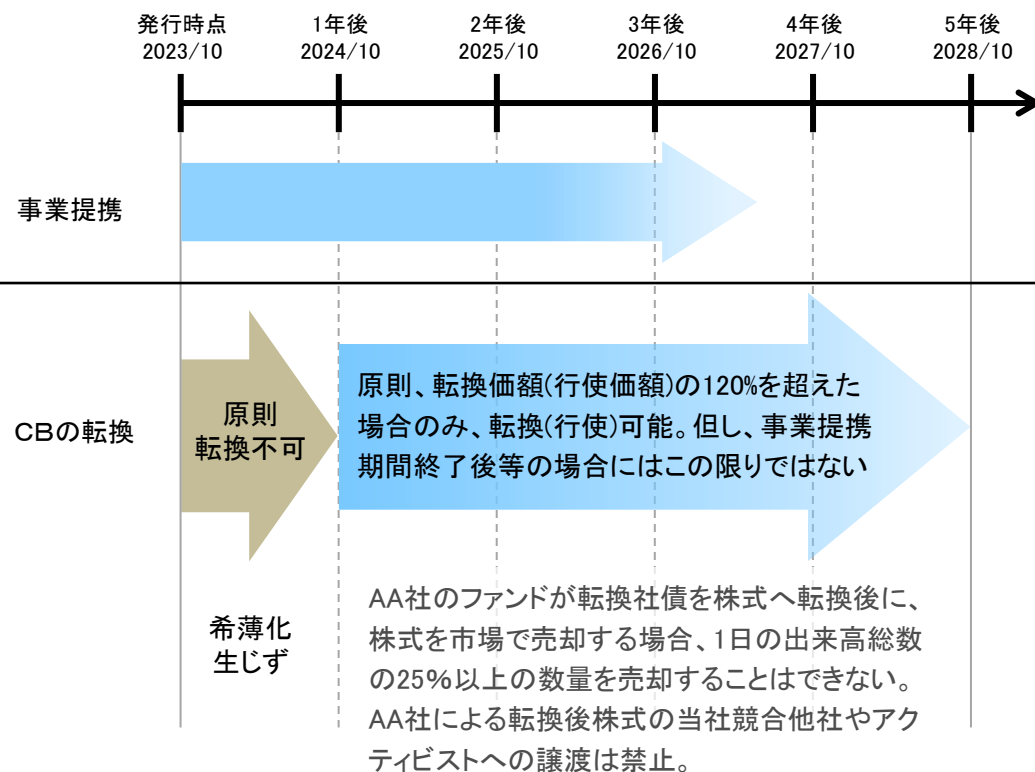 発行時点
2023/10
1年後
2024/10
2年後
2025/10
3年後
2026/10
4年後
2027/10
5年後
2028/10
事業提携
CBの転換
原則
転換不可
原則、転換価額(行使価額)の120%を超えた
場合のみ、転換(行使)可能。但し、事業提携
期間終了後等の場合にはこの限りではない
希薄化
生じず
AA社のファンドが転換社債を株式へ転換後に、
株式を市場で売却する場合、1日の出来高総数
の25%以上の数量を売却することはできない。
AA社による転換後株式の当社競合他社やアク
ティビストへの譲渡は禁止。